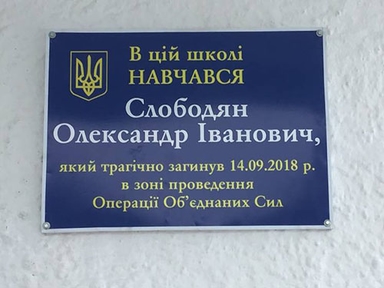 В цій школі
НАВЧАВСЯ
Слободян
Олександр Іванович,
який трагічно загинув 14.09.2018 р.
в зоні проведення
Операції Об'єднаних Сил